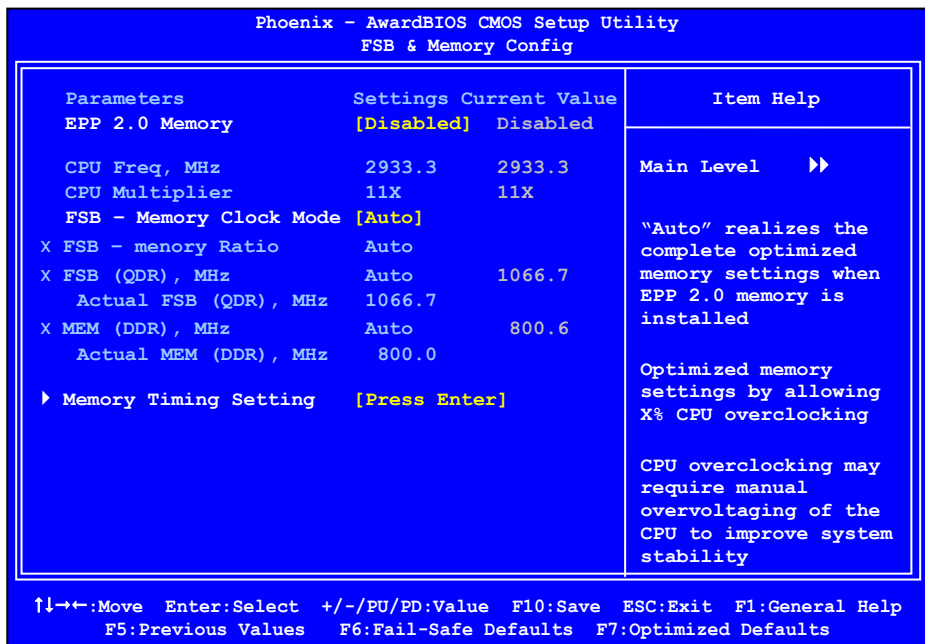 Phoenix – AwardBIOS CMOS Setup Utility
FSB & Memory Config
Parameters Settings Current Value
EPP 2.0 Memory [Disabled] Disabled
CPU Freq, MHz 2933.3 2933.3
CPU Multiplier 11X 11X
FSB – Memory Clock Mode [Auto]
X FSB – menory Ratio Auto
X FSB (QDR), MHz Auto 1066.7
Actual FSB (QDR), MHz 1066.7
X MEM (DDR), MHz Auto 800.6
Actual MEM (DDR), MHz 800.0
Memory Timing Setting [Press Enter]
Item Help
Main Level
“Auto” realizes the
complete optimized
memory settings when
EPP 2.0 memory is
installed
Optimized memory
settings by allowing
X% CPU overclocking
CPU overclocking may
require manual
overvoltaging of the
CPU to improve system
stability
↑↓→←:Move Enter:Select +/-/PU/PD:Value F10:Save ESC:Exit F1:General Help
F5:Previous Values F6:Fail-Safe Defaults F7:Optimized Defaults